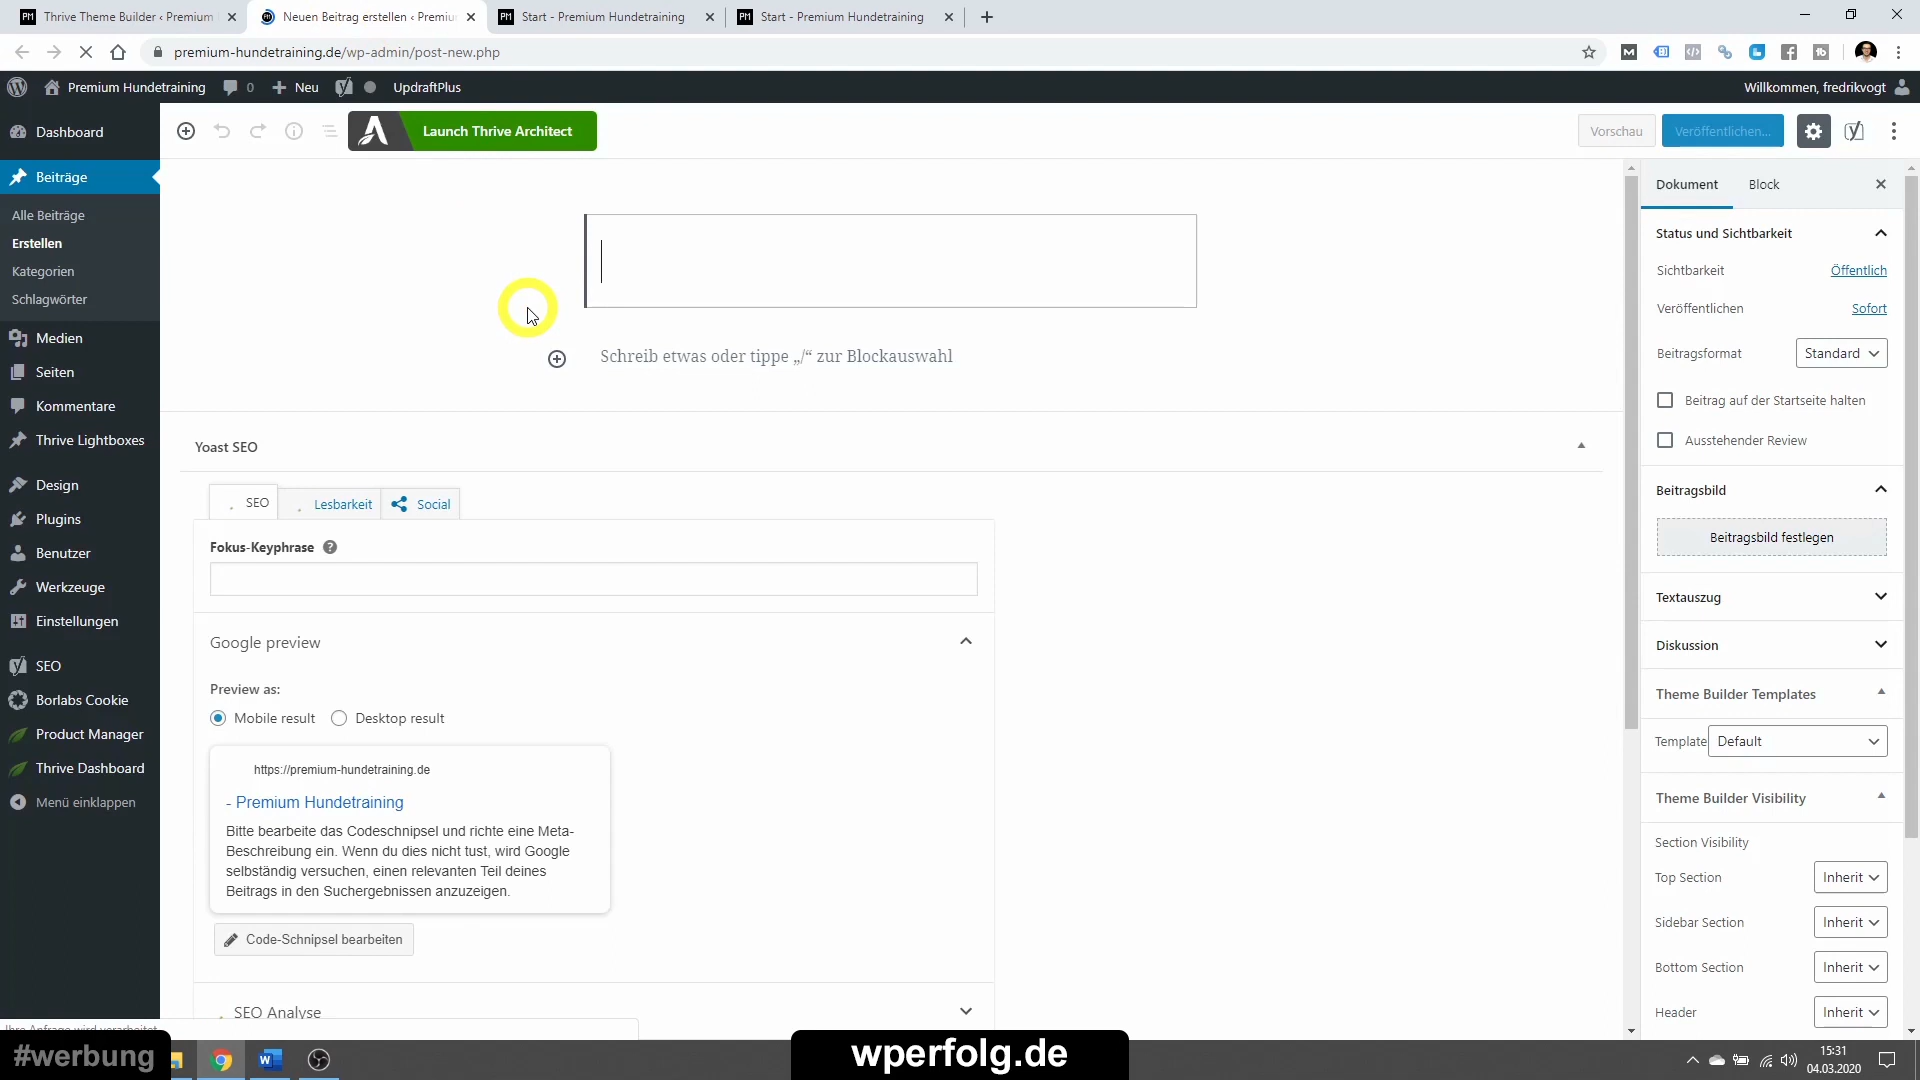 Thrive Theme Builder ‹ Premium
Neuen Beitrag erstellen ‹ Premiu
Start - Premium Hundetraining
Start - Premium Hundetraining
premium-hundetraining.de/wp-admin/post-new.php
Premium Hundetraining
0
Neu
UpdraftPlus
Willkommen, fredrikvogt
Dashboard
Beiträge
Alle Beiträge
Erstellen
Kategorien
Schlagwörter
Medien
Seiten
Kommentare
Thrive Lightboxes
Design
Plugins
Benutzer
Werkzeuge
Einstellungen
SEO
Borlabs Cookie
Product Manager
Thrive Dashboard
Menü einklappen
Launch Thrive Architect
Vorschau
Veröffentlichen...
Schreib etwas oder tippe „/“ zur Blockauswahl
Yoast SEO
SEO
Lesbarkeit
Social
Fokus-Keyphrase
Google preview
Preview as:
Mobile result
Desktop result
https://premium-hundetraining.de
- Premium Hundetraining
Bitte bearbeite das Codeschnipsel und richte eine Meta-
Beschreibung ein. Wenn du dies nicht tust, wird Google
selbständig versuchen, einen relevanten Teil deines
Beitrags in den Suchergebnissen anzuzeigen.
Code-Schnipsel bearbeiten
SEO Analyse
Dokument
Block
Status und Sichtbarkeit
Sichtbarkeit
Öffentlich
Veröffentlichen
Sofort
Beitragsformat
Standard
Beitrag auf der Startseite halten
Ausstehender Review
Beitragsbild
Beitragsbild festlegen
Textauszug
Diskussion
Theme Builder Templates
Template
Default
Theme Builder Visibility
Section Visibility
Top Section
Inherit
Sidebar Section
Inherit
Bottom Section
Inherit
Header
Inherit
Ihre Anfrage wird verarbeitet
#werbung
wperfolg.de
15:31
04.03.2020